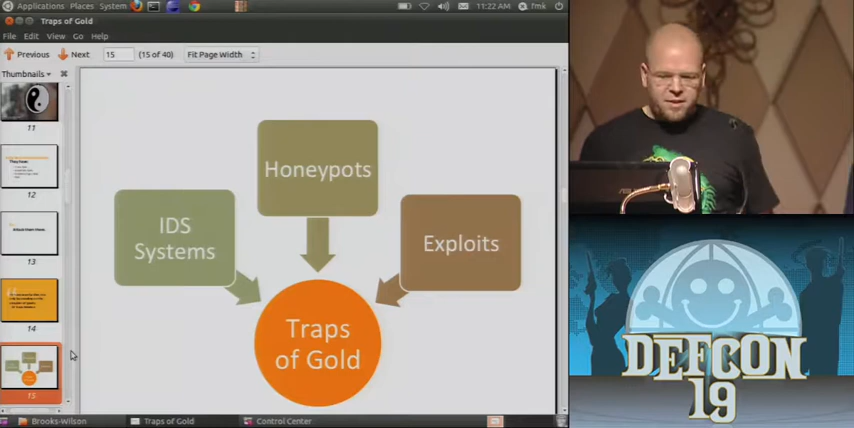 Applications Places System
11:22 AM
fmk
Traps of Gold
File Edit View Go Help
Previous Next 15 (15 of 40) Fit Page Width
Thumbnails
11
12
13
14
15
Honeypots
IDS
Systems
Exploits
Traps
of Gold
Brooks-Wilson
Traps of Gold
Control Center
DEFCON
19